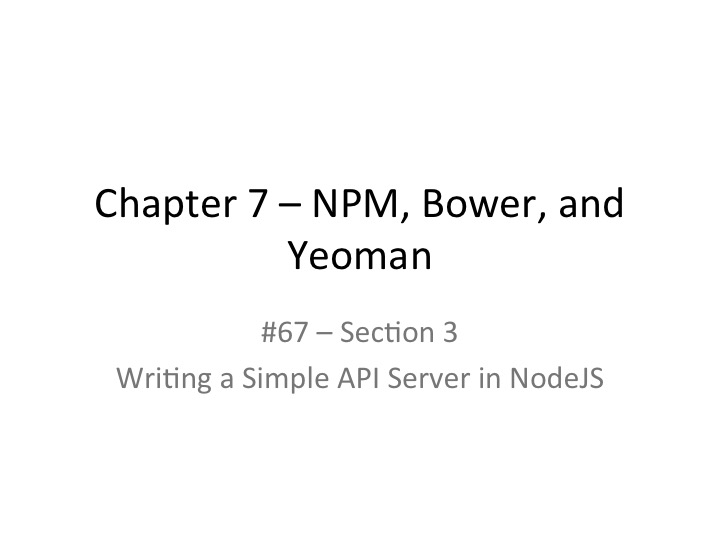 Chapter 7 – NPM, Bower, and
Yeoman
#67 – Section 3
Writing a Simple API Server in NodeJS